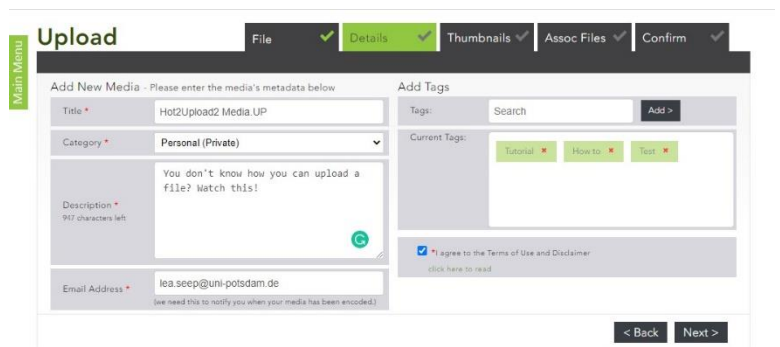 Main Menu
Upload
File
Details
Thumbnails
Assoc Files
Confirm
Add New Media - Please enter the media's metadata below
Title *
Hot2Upload2 Media.UP
Category *
Personal (Private)
Description *
947 characters left
You don't know how you can upload a
file? Watch this!
Email Address *
lea.seep@uni-potsdam.de
(we need this to notify you when your media has been encoded.)
Add Tags
Tags:
Search
Add >
Current Tags:
Tutorial
How to
Test
*I agree to the Terms of Use and Disclaimer
click here to read
< Back
Next >